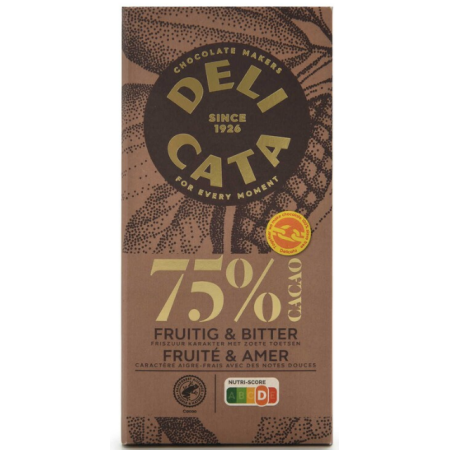 CHOCOLATE MAKERS
DELI
SINCE
1926
CATA
FOR EVERY MOMENT
75%
CACAO
FRUITIG & BITTER
FRISZUUR KARAKTER MET ZOETE TOETSEN
FRUITÉ & AMER
CARACTÈRE AIGRE-FRAIS AVEC DES NOTES DOUCES
NUTRI-SCORE
A B C D E
Cacao